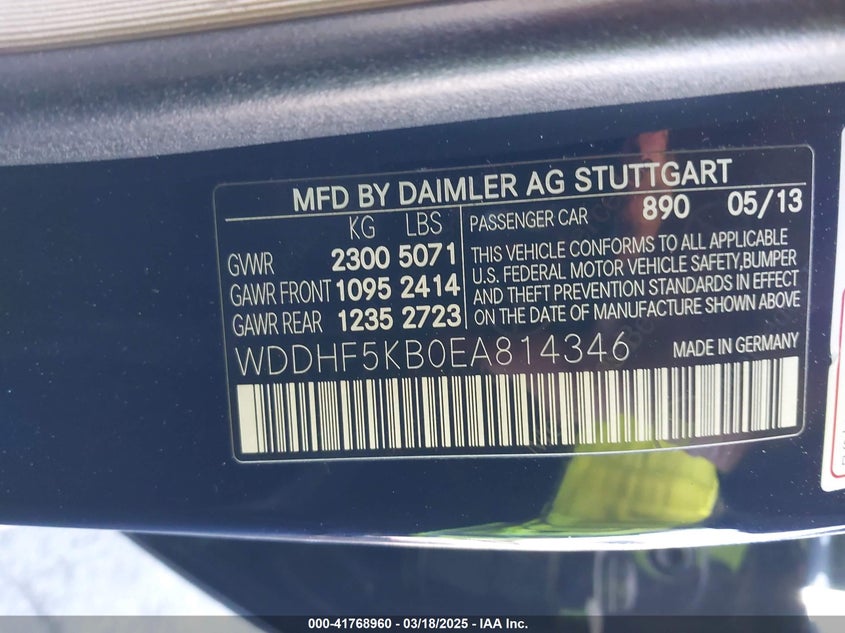 MFD BY DAIMLER AG STUTTGART
KG LBS
GVWR 2300 5071
GAWR FRONT 1095 2414
GAWR REAR 1235 2723
PASSENGER CAR 890 05/13
THIS VEHICLE CONFORMS TO ALL APPLICABLE
U.S. FEDERAL MOTOR VEHICLE SAFETY,BUMPER
AND THEFT PREVENTION STANDARDS IN EFFECT
ON THE DATE OF MANUFACTURE SHOWN ABOVE
WDDHF5KB0EA814346 MADE IN GERMANY
000-41768960 - 03/18/2025 - IAA Inc.